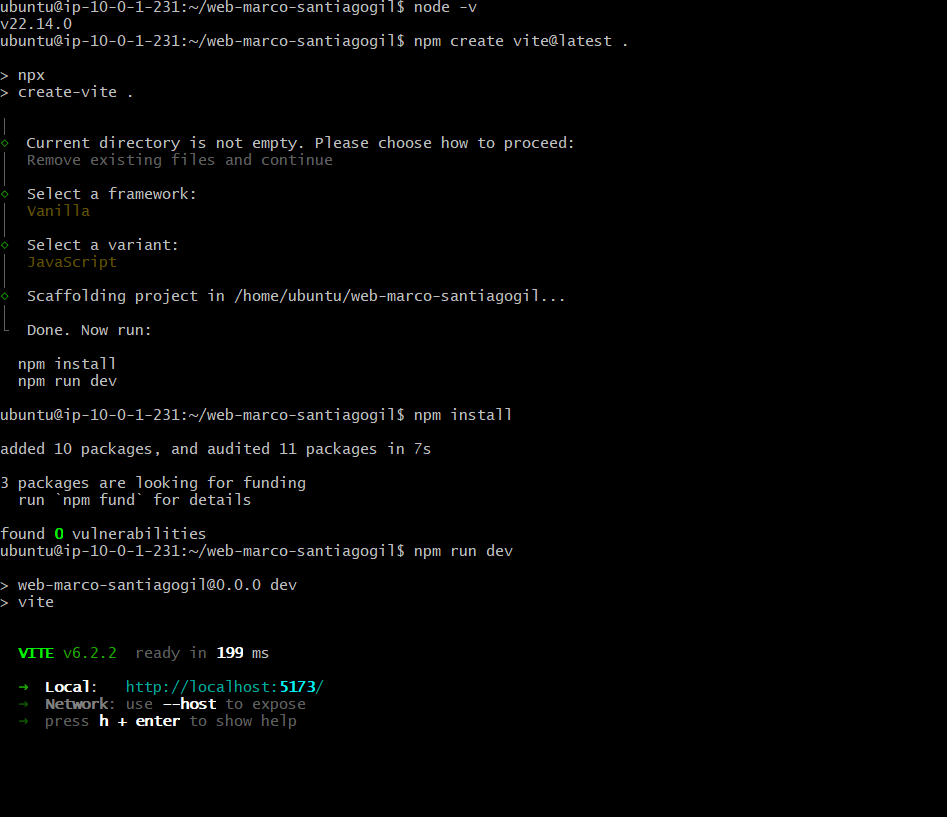 ubuntu@ip-10-0-1-231:~/web-marco-santiagogil$ node -v
v22.14.0
ubuntu@ip-10-0-1-231:~/web-marco-santiagogil$ npm create vite@latest .
> npx
> create-vite .
Current directory is not empty. Please choose how to proceed:
Remove existing files and continue
Select a framework:
Vanilla
Select a variant:
JavaScript
Scaffolding project in /home/ubuntu/web-marco-santiagogil...
Done. Now run:
npm install
npm run dev
ubuntu@ip-10-0-1-231:~/web-marco-santiagogil$ npm install
added 10 packages, and audited 11 packages in 7s
3 packages are looking for funding
run `npm fund` for details
found 0 vulnerabilities
ubuntu@ip-10-0-1-231:~/web-marco-santiagogil$ npm run dev
> web-marco-santiagogil@0.0.0 dev
> vite
VITE v6.2.2 ready in 199 ms
➜ Local: http://localhost:5173/
➜ Network: use --host to expose
➜ press h + enter to show help